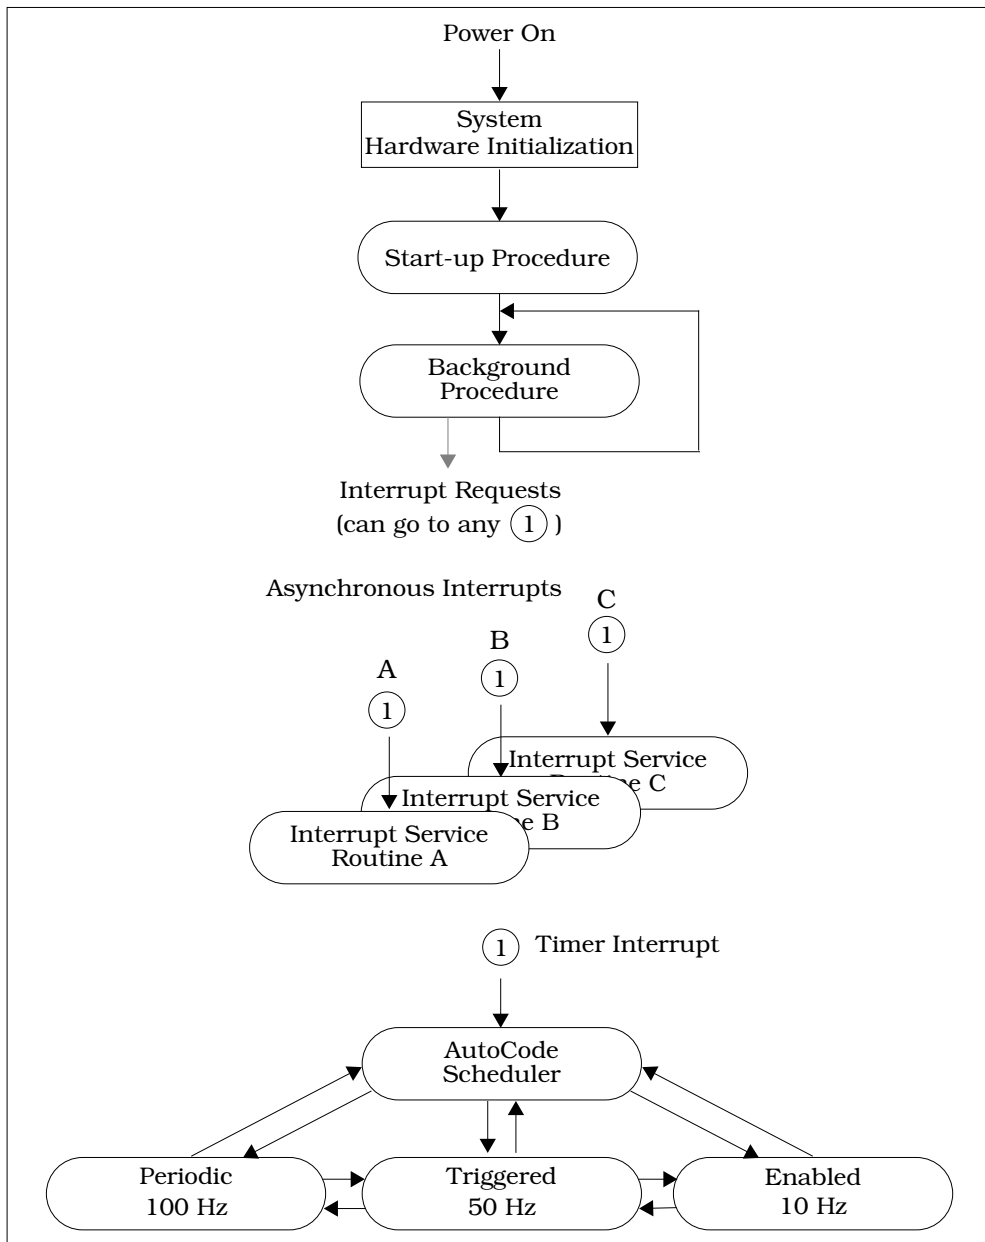 Power On
System
Hardware Initialization
Start-up Procedure
Background
Procedure
Interrupt Requests
(can go to any 1 )
Asynchronous Interrupts
C
1
B
1
A
1
Interrupt Service
C
Interrupt Service
B
Interrupt Service
Routine A
1 Timer Interrupt
AutoCode
Scheduler
Periodic
100 Hz
Triggered
50 Hz
Enabled
10 Hz